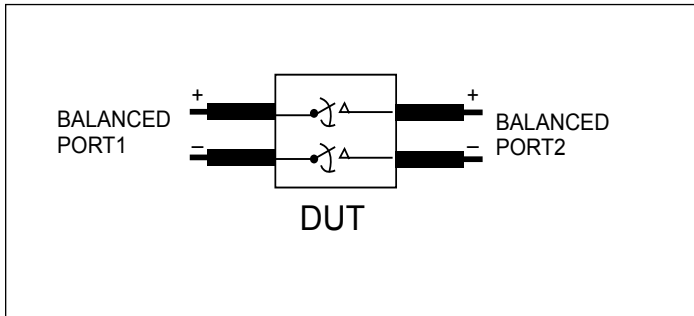 +
BALANCED
PORT1
–
+
BALANCED
PORT2
–
DUT